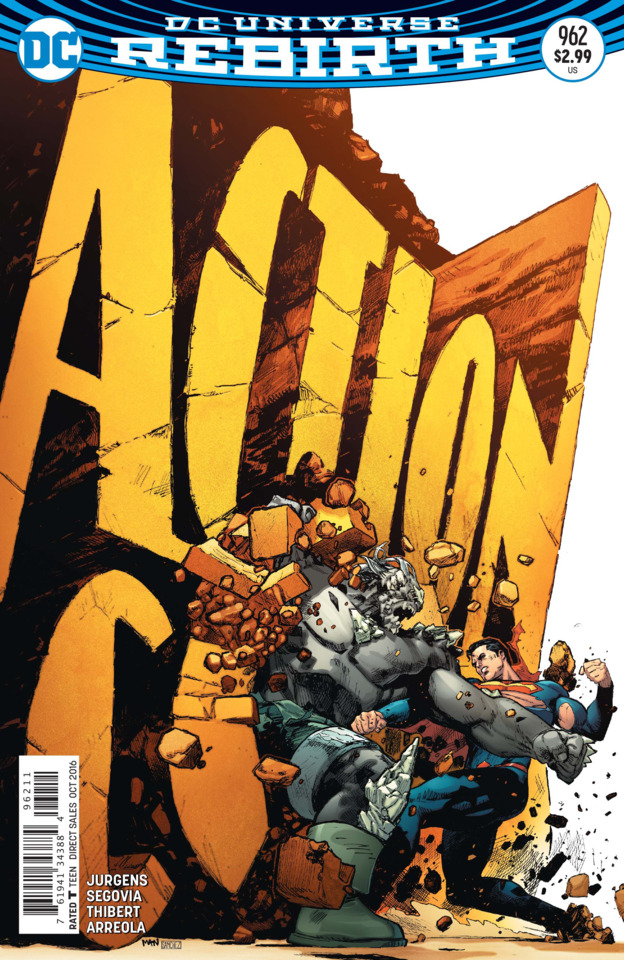 DC UNIVERSE
REBIRTH
DC
962
$2.99
US
ACTION
CO
96211
7 61941 34388 4
RATED T TEEN DIRECT SALES OCT 2016
JURGENS
SEGOVIA
THIBERT
ARREOLA